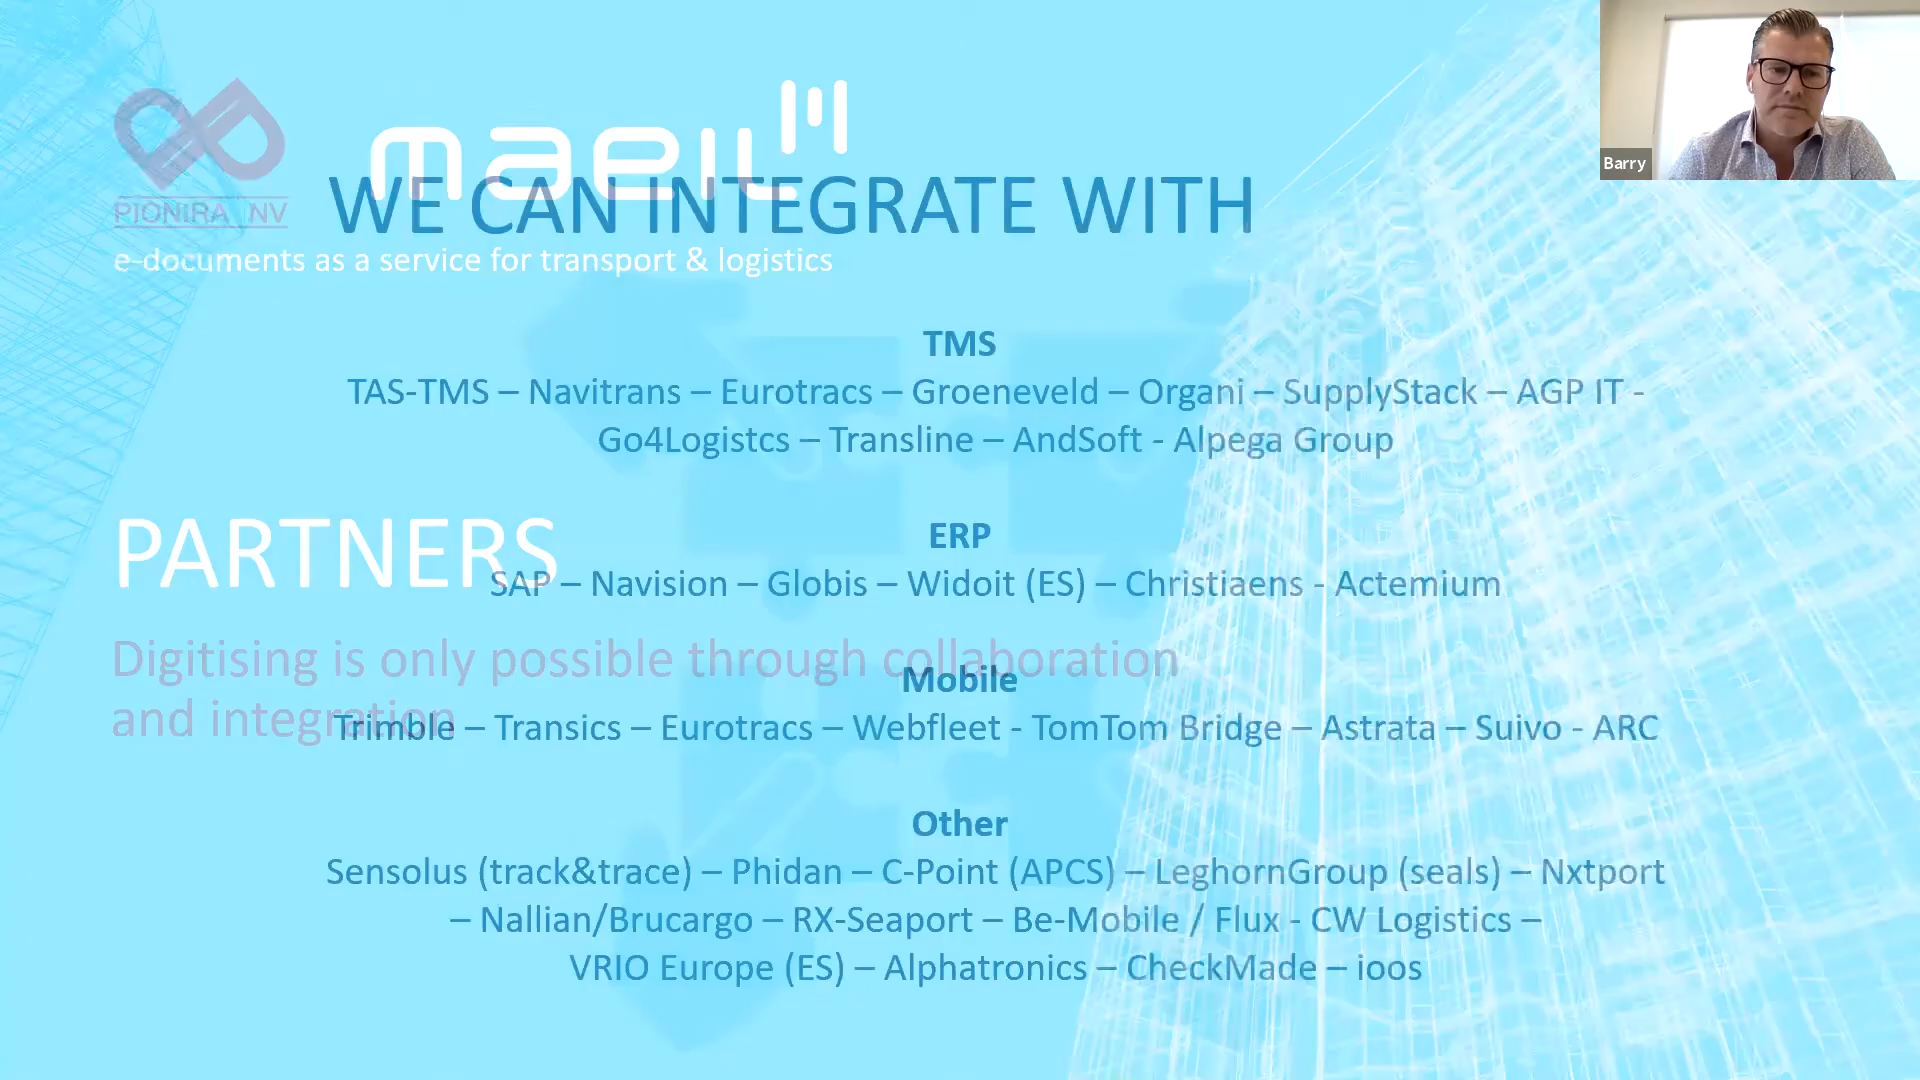 maeil
PIONIRA NV
WE CAN INTEGRATE WITH
e-documents as a service for transport & logistics
TMS
TAS-TMS – Navitrans – Eurotracs – Groeneveld – Organi – SupplyStack – AGP IT -
Go4Logistcs – Transline – AndSoft - Alpega Group
PARTNERS
ERP
SAP – Navision – Globis – Widoit (ES) – Christiaens - Actemium
Digitising is only possible through collaboration
and integration
Mobile
Trimble – Transics – Eurotracs – Webfleet - TomTom Bridge – Astrata – Suivo - ARC
Other
Sensolus (track&trace) – Phidan – C-Point (APCS) – LeghornGroup (seals) – Nxtport
– Nallian/Brucargo – RX-Seaport – Be-Mobile / Flux - CW Logistics –
VRIO Europe (ES) – Alphatronics – CheckMade – ioos
Barry